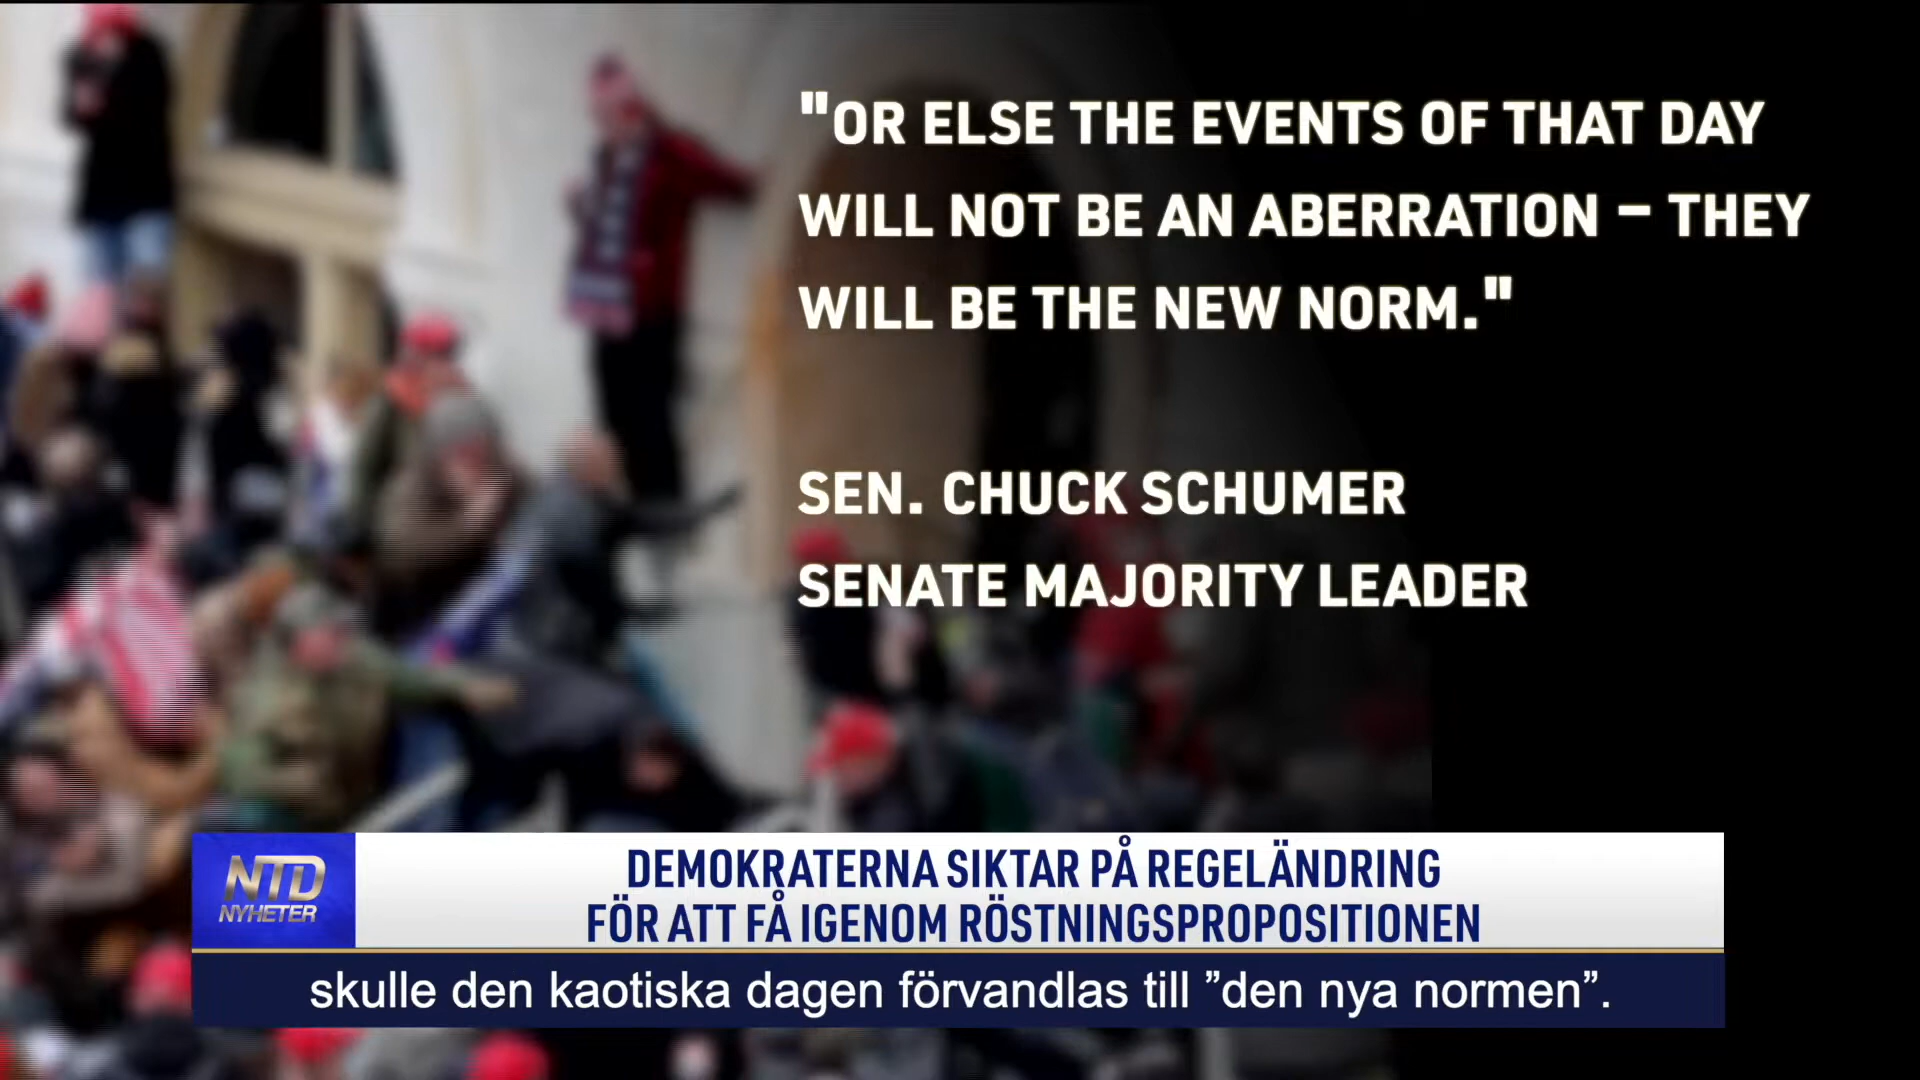 "OR ELSE THE EVENTS OF THAT DAY
WILL NOT BE AN ABERRATION – THEY
WILL BE THE NEW NORM."
SEN. CHUCK SCHUMER
SENATE MAJORITY LEADER
NTD
NYHETER
DEMOKRATERNA SIKTAR PÅ REGELÄNDRING
FÖR ATT FÅ IGENOM RÖSTNINGSPROPOSITIONEN
skulle den kaotiska dagen förvandlas till ”den nya normen”.